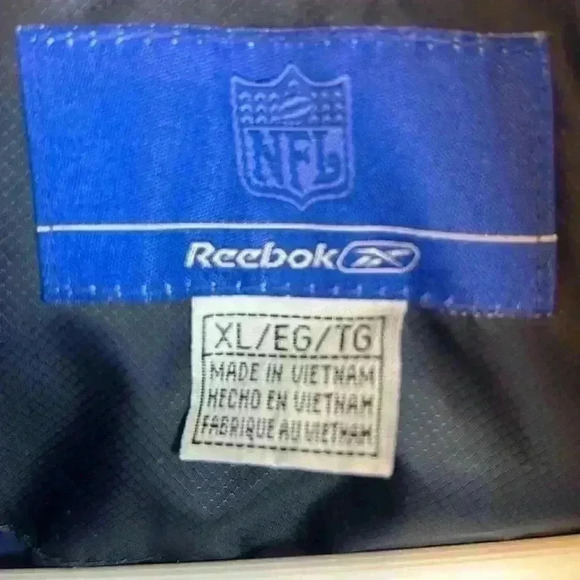 NFL
Reebok
XL/EG/TG
MADE IN VIETNAM
HECHO EN VIETNAM
FABRIQUE AU VIETNAM